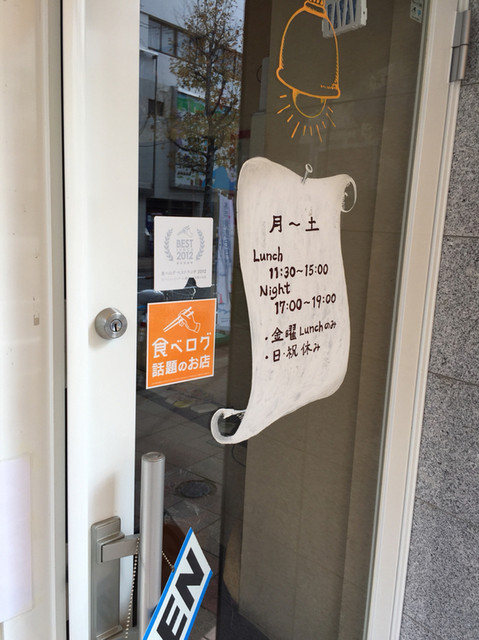 月〜土
Lunch
11:30〜15:00
Night
17:00〜19:00
・金曜Lunchのみ
・日・祝休み
BEST
2012
食べログ
話題のお店
EN